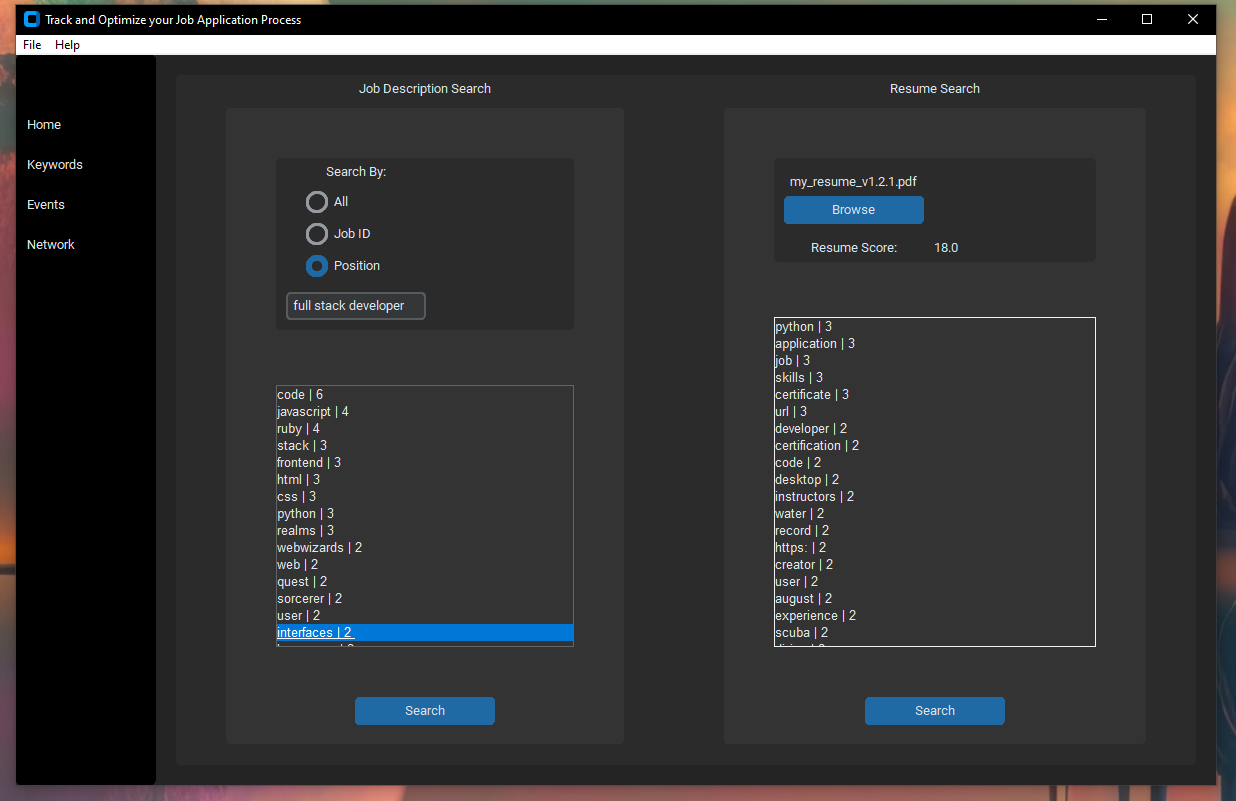 Track and Optimize your Job Application Process
File Help
Home
Keywords
Events
Network
Job Description Search
Search By:
All
Job ID
Position
full stack developer
code | 6
javascript | 4
ruby | 4
stack | 3
frontend | 3
html | 3
css | 3
python | 3
realms | 3
webwizards | 2
web | 2
quest | 2
sorcerer | 2
user | 2
interfaces | 2
Search
Resume Search
my_resume_v1.2.1.pdf
Browse
Resume Score: 18.0
python | 3
application | 3
job | 3
skills | 3
certificate | 3
url | 3
developer | 2
certification | 2
code | 2
desktop | 2
instructors | 2
water | 2
record | 2
https: | 2
creator | 2
user | 2
august | 2
experience | 2
scuba | 2
Search